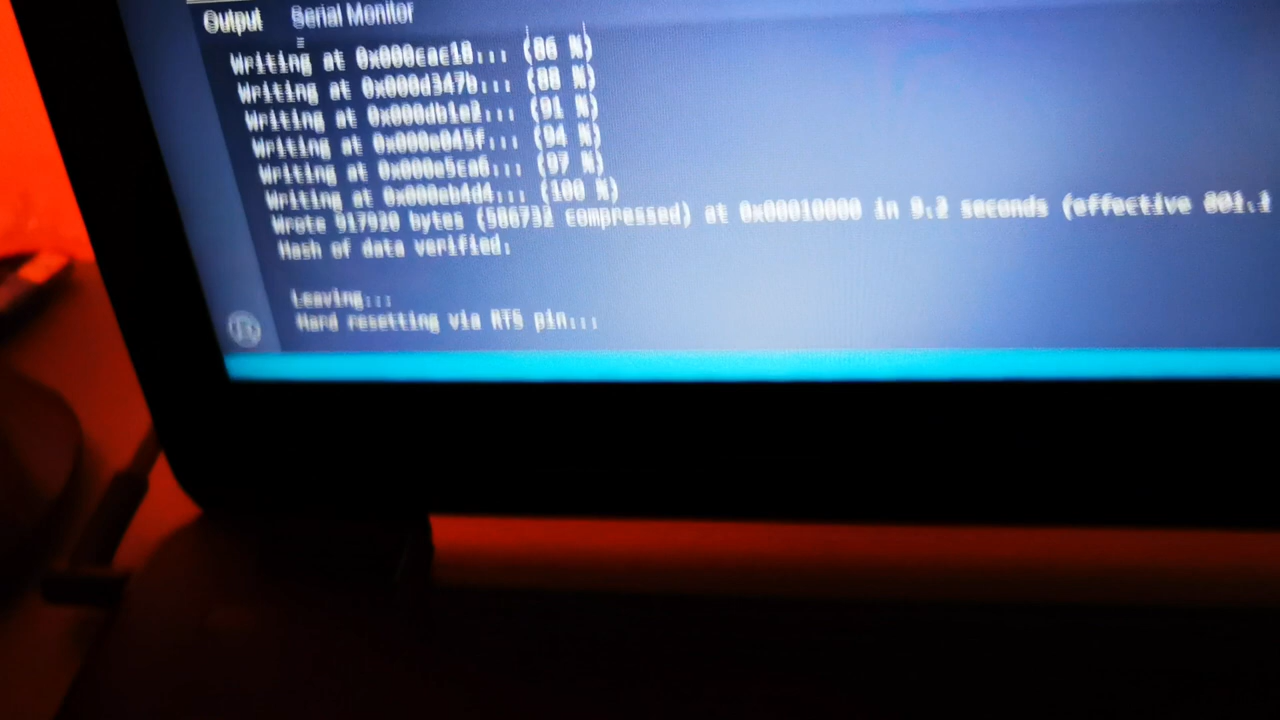 Output Serial Monitor
Writing at 0x000cac18... (86 %)
Writing at 0x000d347b... (88 %)
Writing at 0x000db1e2... (91 %)
Writing at 0x000e045f... (94 %)
Writing at 0x000e5ca6... (97 %)
Writing at 0x000eb4d4... (100 %)
Wrote 917920 bytes (586732 compressed) at 0x00010000 in 9.2 seconds (effective 801.1
Hash of data verified.
Leaving...
Hard resetting via RTS pin...